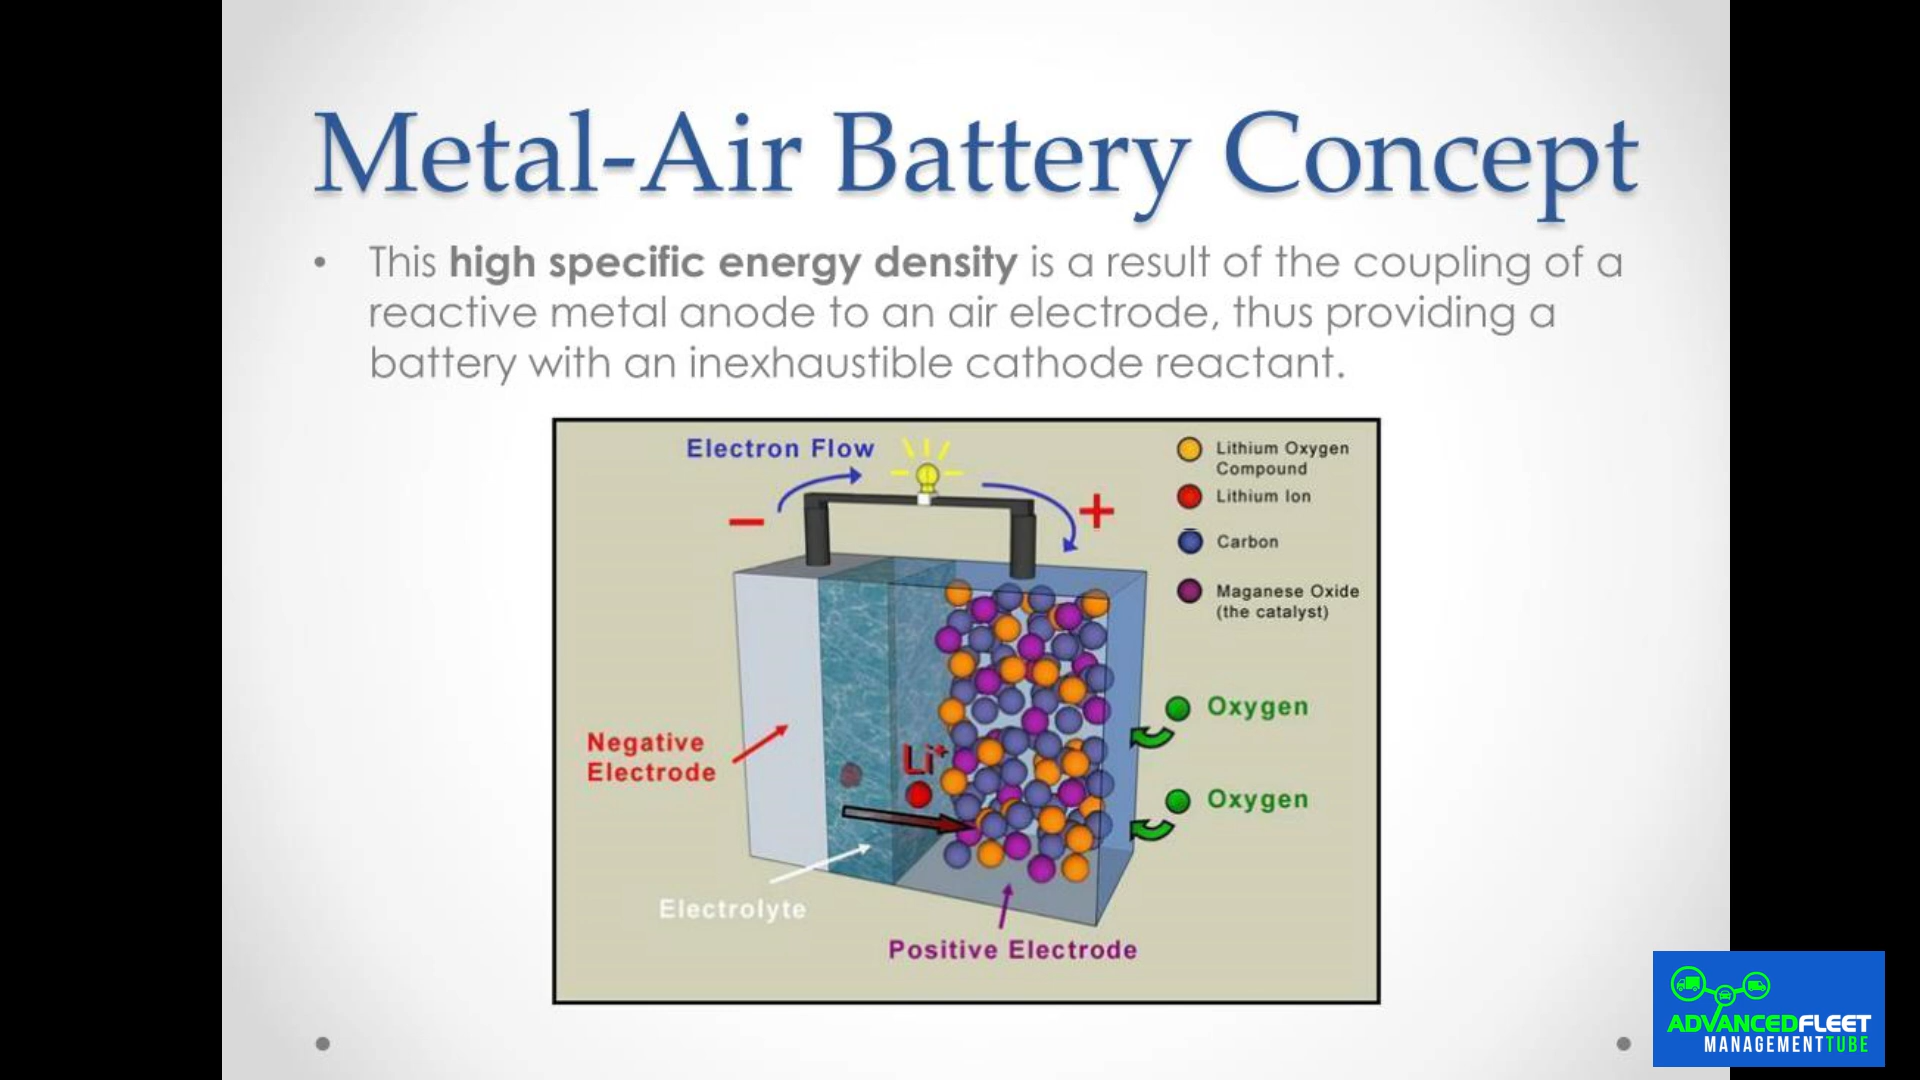 Metal-Air Battery Concept
• This high specific energy density is a result of the coupling of a
reactive metal anode to an air electrode, thus providing a
battery with an inexhaustible cathode reactant.
Electron Flow
−
+
Lithium Oxygen
Compound
Lithium Ion
Carbon
Maganese Oxide
(the catalyst)
Oxygen
Negative
Electrode
Li⁺
Oxygen
Electrolyte
Positive Electrode
ADVANCEDFLEET
MANAGEMENTTUBE